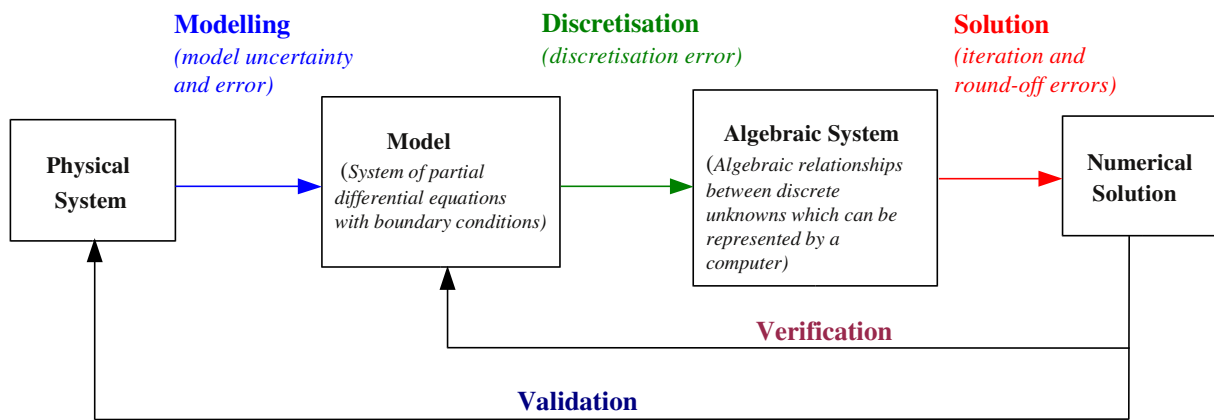 Modelling
(model uncertainty
and error)
Discretisation
(discretisation error)
Solution
(iteration and
round-off errors)
Physical
System
Model
(System of partial
differential equations
with boundary conditions)
Algebraic System
(Algebraic relationships
between discrete
unknowns which can be
represented by a
computer)
Numerical
Solution
Verification
Validation